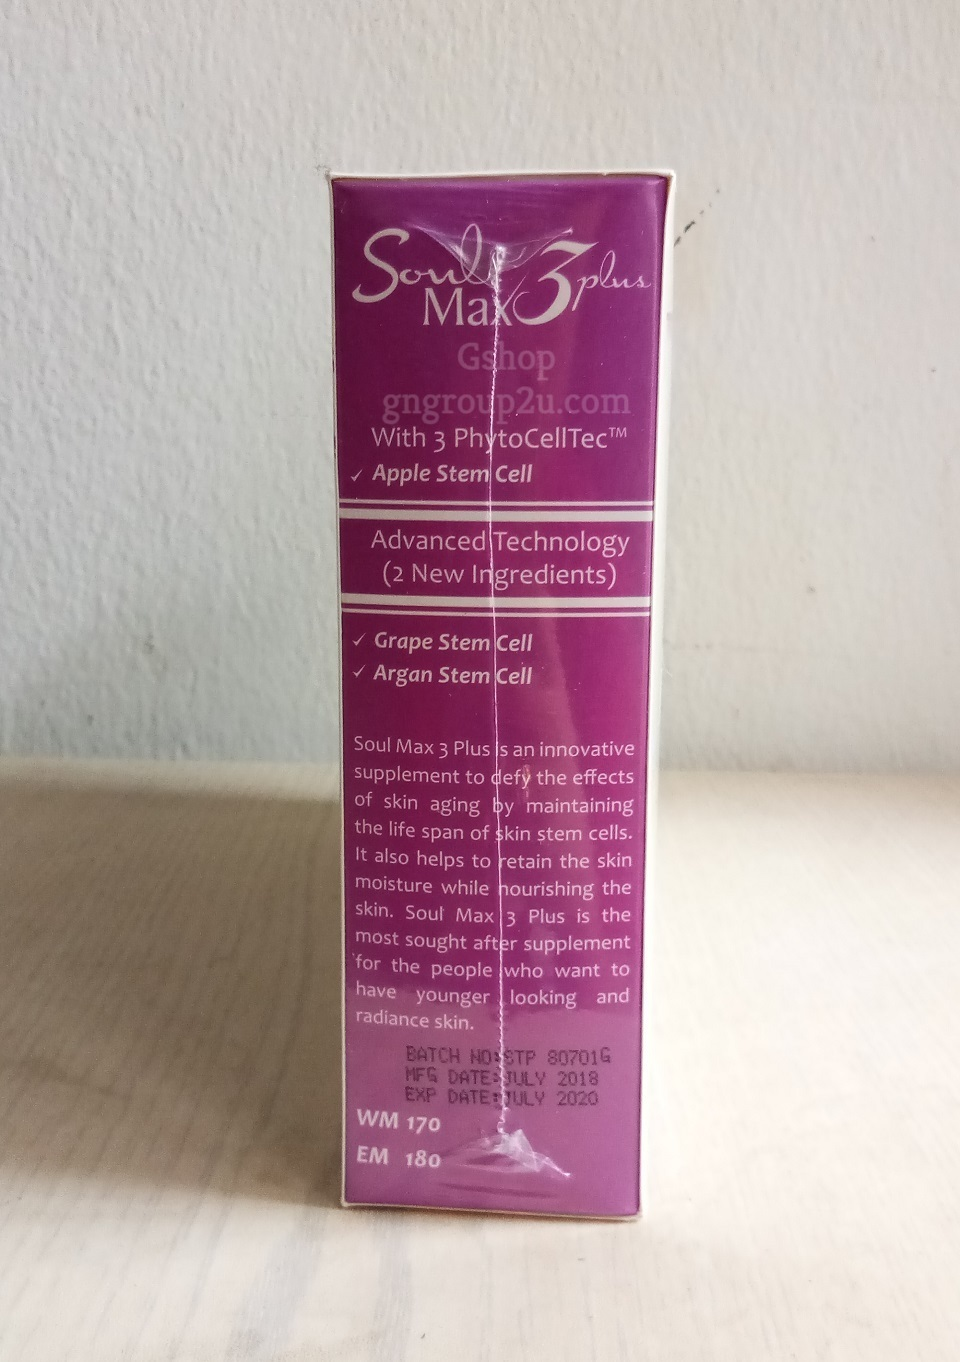 Soul
Max 3 plus
Gshop
gngroup2u.com
With 3 PhytoCellTec™
✓ Apple Stem Cell
Advanced Technology
(2 New Ingredients)
✓ Grape Stem Cell
✓ Argan Stem Cell
Soul Max 3 Plus is an innovative
supplement to defy the effects
of skin aging by maintaining
the life span of skin stem cells.
It also helps to retain the skin
moisture while nourishing the
skin. Soul Max 3 Plus is the
most sought after supplement
for the people who want to
have younger looking and
radiance skin.
BATCH NO:STP 80701G
MFG DATE:JULY 2018
EXP DATE:JULY 2020
WM 170
EM 180